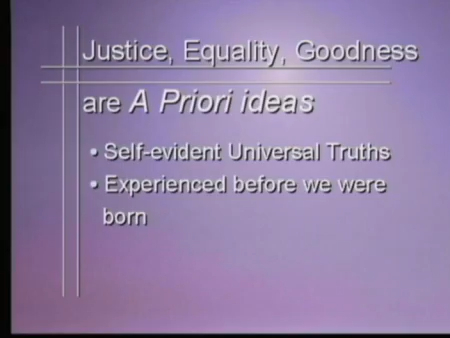 Justice, Equality, Goodness
are A Priori ideas
• Self-evident Universal Truths
• Experienced before we were
born